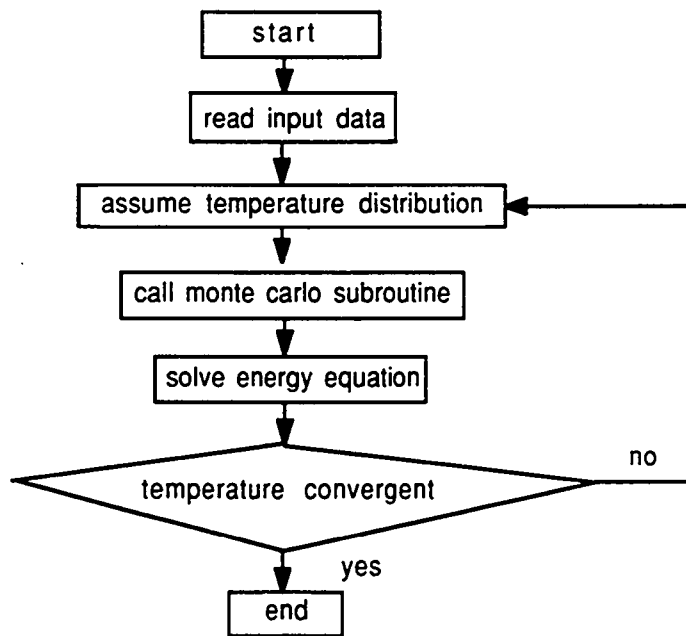 start
read input data
assume temperature distribution
call monte carlo subroutine
solve energy equation
temperature convergent
no
yes
end